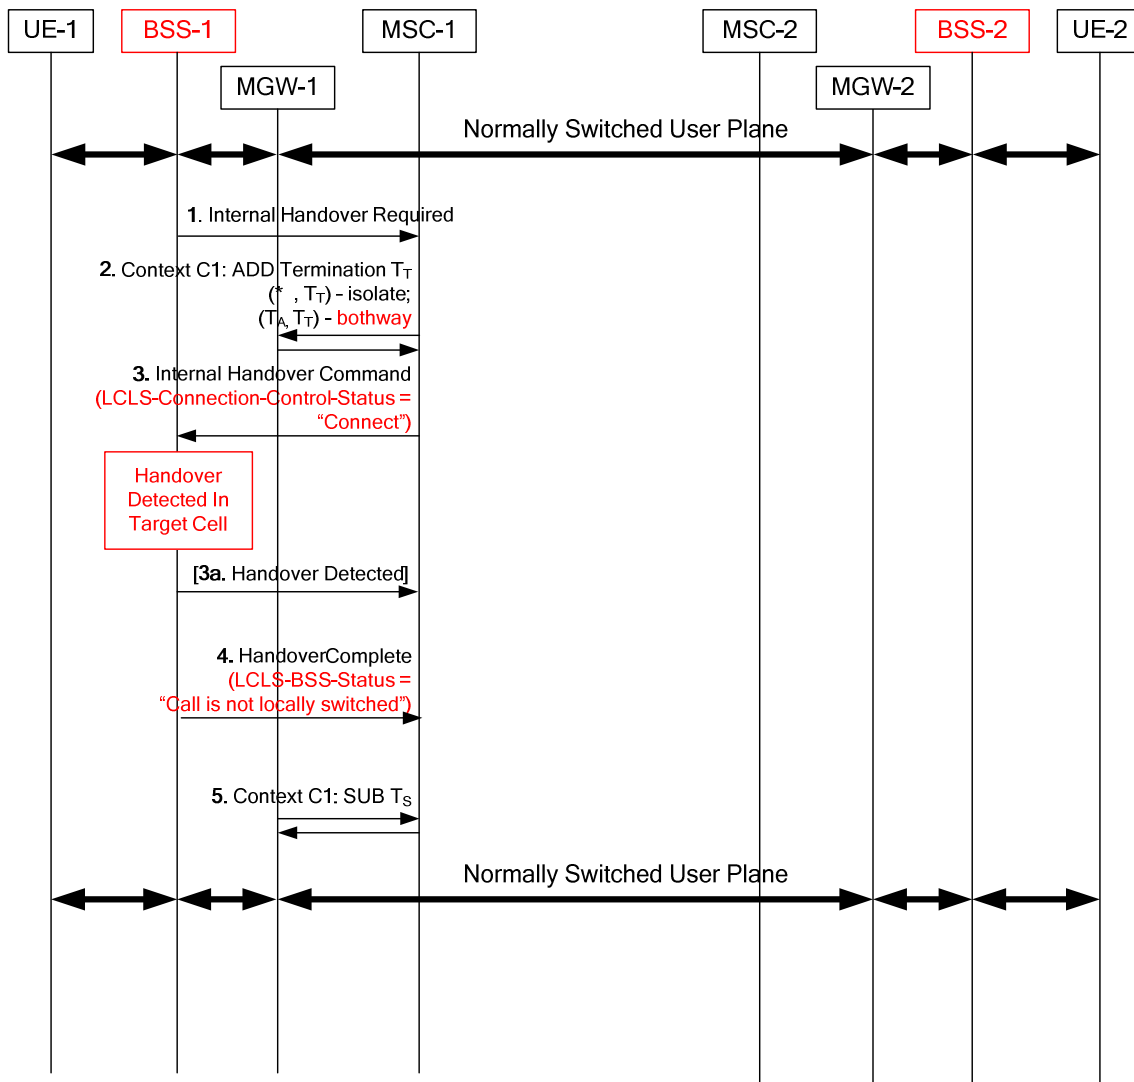 UE-1
BSS-1
MSC-1
MSC-2
BSS-2
UE-2
MGW-1
MGW-2
Normally Switched User Plane
1. Internal Handover Required
2. Context C1: ADD Termination TT
(* , TT) - isolate;
(TA, TT) - bothway
3. Internal Handover Command
(LCLS-Connection-Control-Status =
“Connect”)
Handover
Detected In
Target Cell
[3a. Handover Detected]
4. HandoverComplete
(LCLS-BSS-Status =
“Call is not locally switched”)
5. Context C1: SUB TS
Normally Switched User Plane